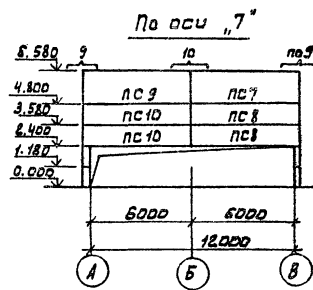 По оси „7"
9 10 по 9
6.580
4.800 пс 9 пс 7
3.580 пс 10 пс 8
2.400 пс 10 пс 8
1.180
0.000
6000 6000
12000
А Б В